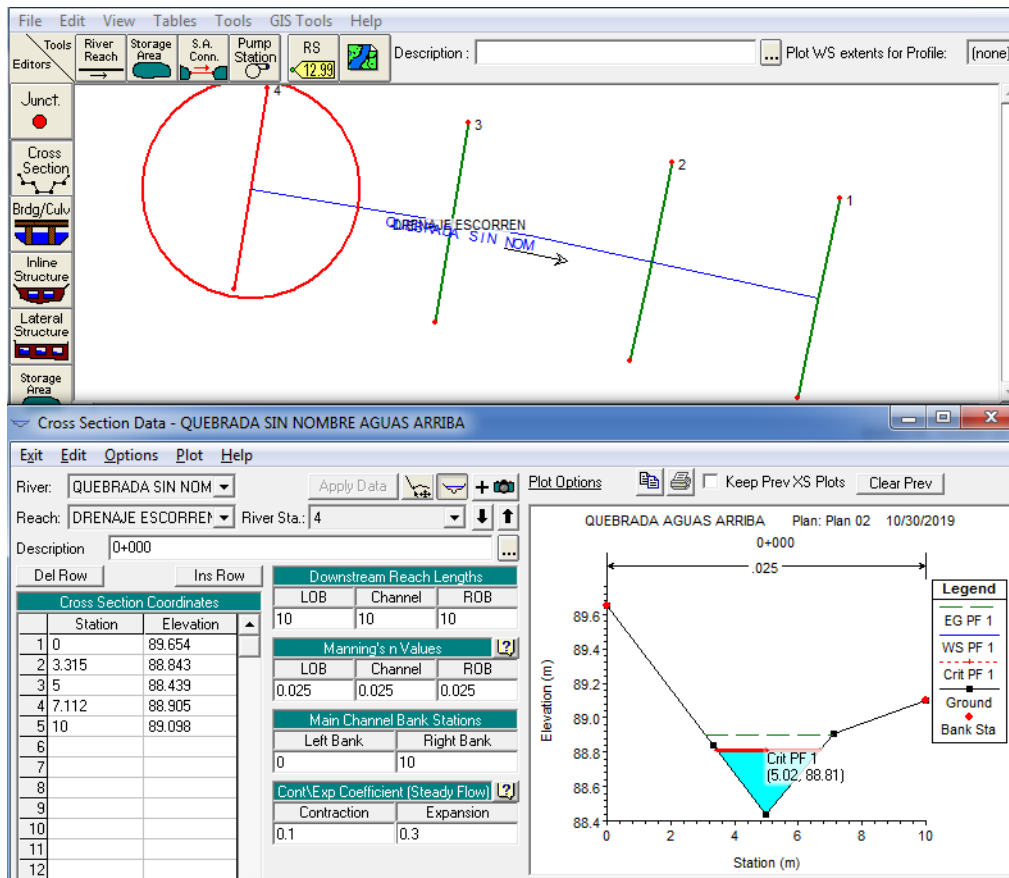 File Edit View Tables Tools GIS Tools Help
Tools
Editors
River
Reach
Storage
Area
S.A.
Conn.
Pump
Station
RS
12.99
Description :
...
Plot WS extents for Profile:
(none)
Junct.
Cross
Section
Brdg/Culv
Inline
Structure
Lateral
Structure
Storage
Area
4
3
2
1
DRENAJE ESCORREN
QUEBRADA SIN NOM
Cross Section Data - QUEBRADA SIN NOMBRE AGUAS ARRIBA
Exit Edit Options Plot Help
River: QUEBRADA SIN NOM
Apply Data
Reach: DRENAJE ESCORREN River Sta.: 4
Description 0+000 ...
Del Row Ins Row
Cross Section Coordinates
Station Elevation
1 0 89.654
2 3.315 88.843
3 5 88.439
4 7.112 88.905
5 10 89.098
6
7
8
9
10
11
12
Downstream Reach Lengths
LOB Channel ROB
10 10 10
Manning's n Values ?
LOB Channel ROB
0.025 0.025 0.025
Main Channel Bank Stations
Left Bank Right Bank
0 10
Cont\Exp Coefficient (Steady Flow) ?
Contraction Expansion
0.1 0.3
Plot Options Keep Prev XS Plots Clear Prev
QUEBRADA AGUAS ARRIBA Plan: Plan 02 10/30/2019
0+000
.025
Elevation (m)
89.6
89.4
89.2
89.0
88.8
88.6
88.4
0 2 4 6 8 10
Station (m)
Crit PF 1
(5.02, 88.81)
Legend
EG PF 1
WS PF 1
Crit PF 1
Ground
Bank Sta